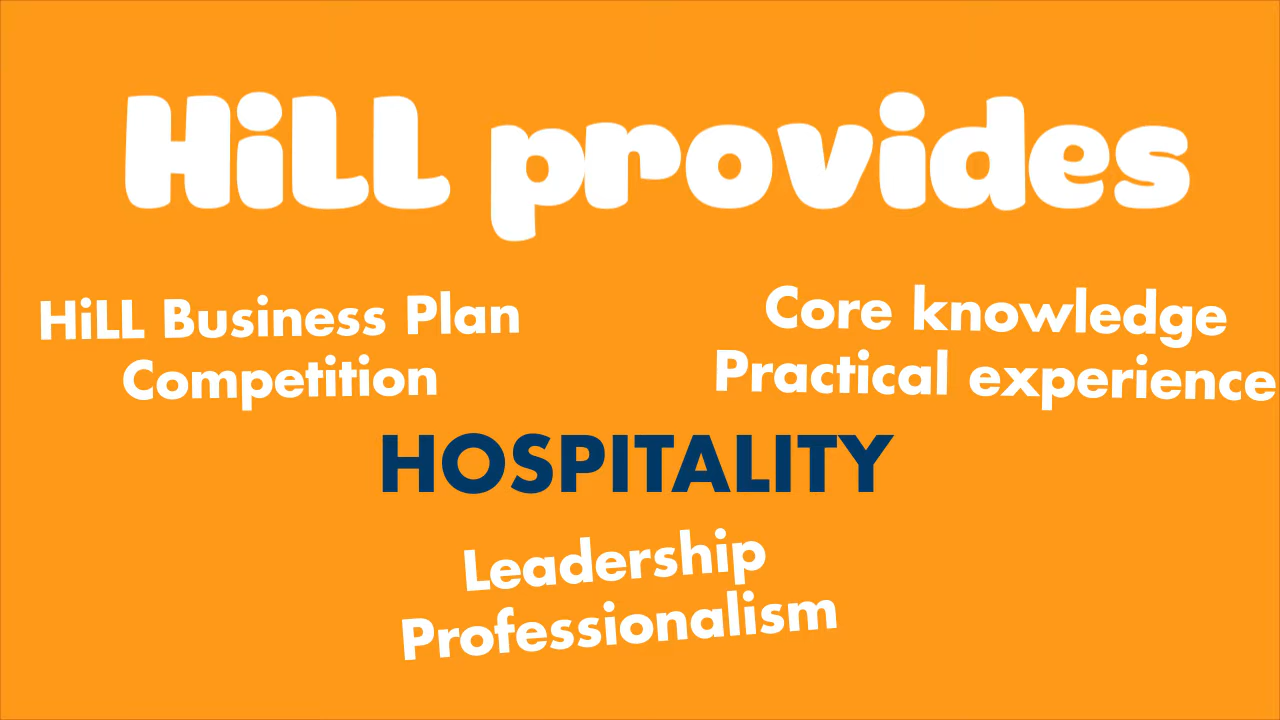 HiLL provides
HiLL Business Plan
Competition
Core knowledge
Practical experience
HOSPITALITY
Leadership
Professionalism